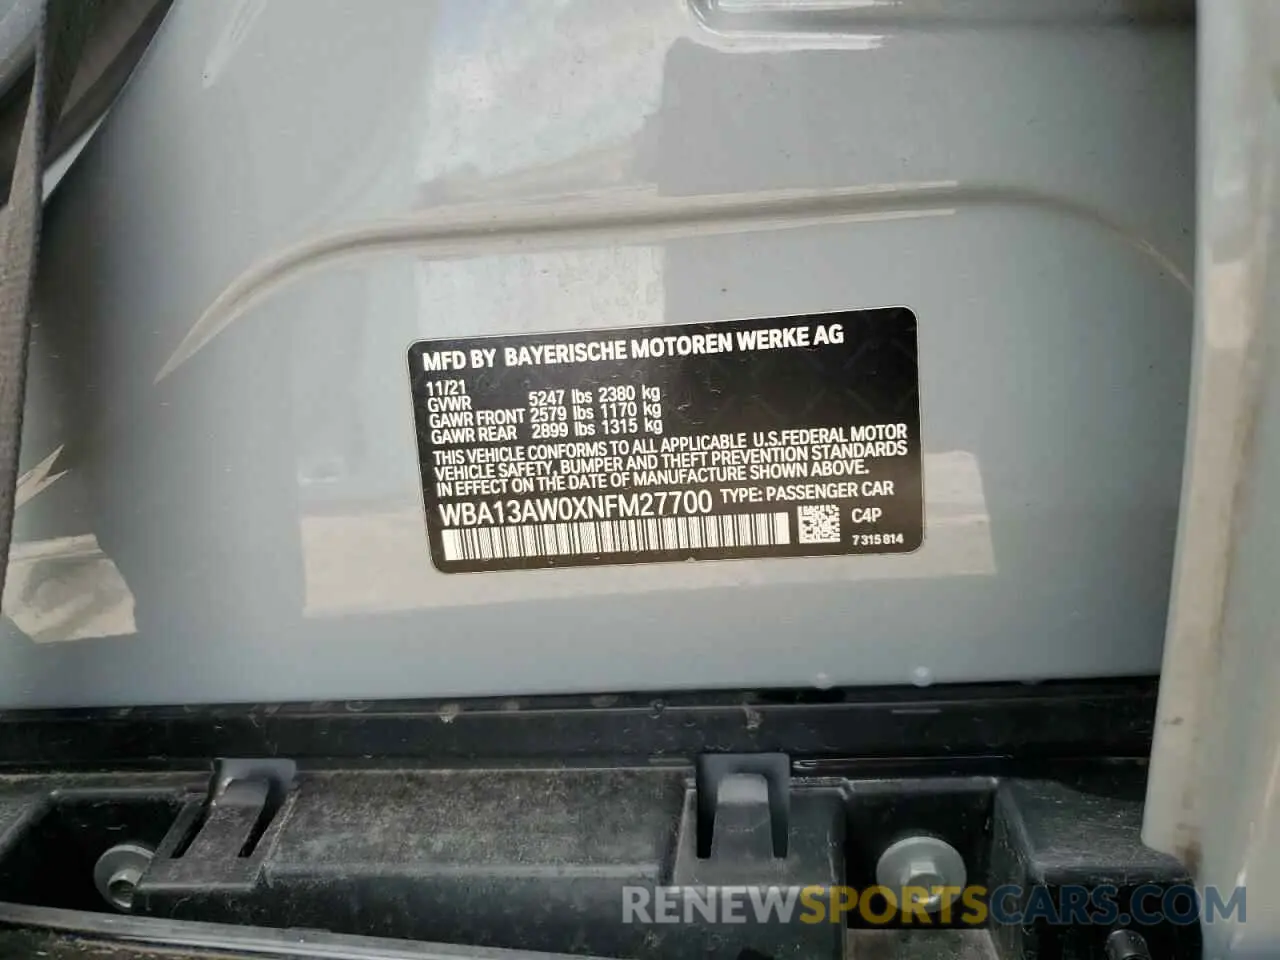 MFD BY BAYERISCHE MOTOREN WERKE AG
11/21
GVWR 5247 lbs 2380 kg
GAWR FRONT 2579 lbs 1170 kg
GAWR REAR 2899 lbs 1315 kg
THIS VEHICLE CONFORMS TO ALL APPLICABLE U.S.FEDERAL MOTOR
VEHICLE SAFETY, BUMPER AND THEFT PREVENTION STANDARDS
IN EFFECT ON THE DATE OF MANUFACTURE SHOWN ABOVE.
WBA13AW0XNFM27700 TYPE: PASSENGER CAR
C4P
7 315 814
RENEWSPORTSCARS.COM